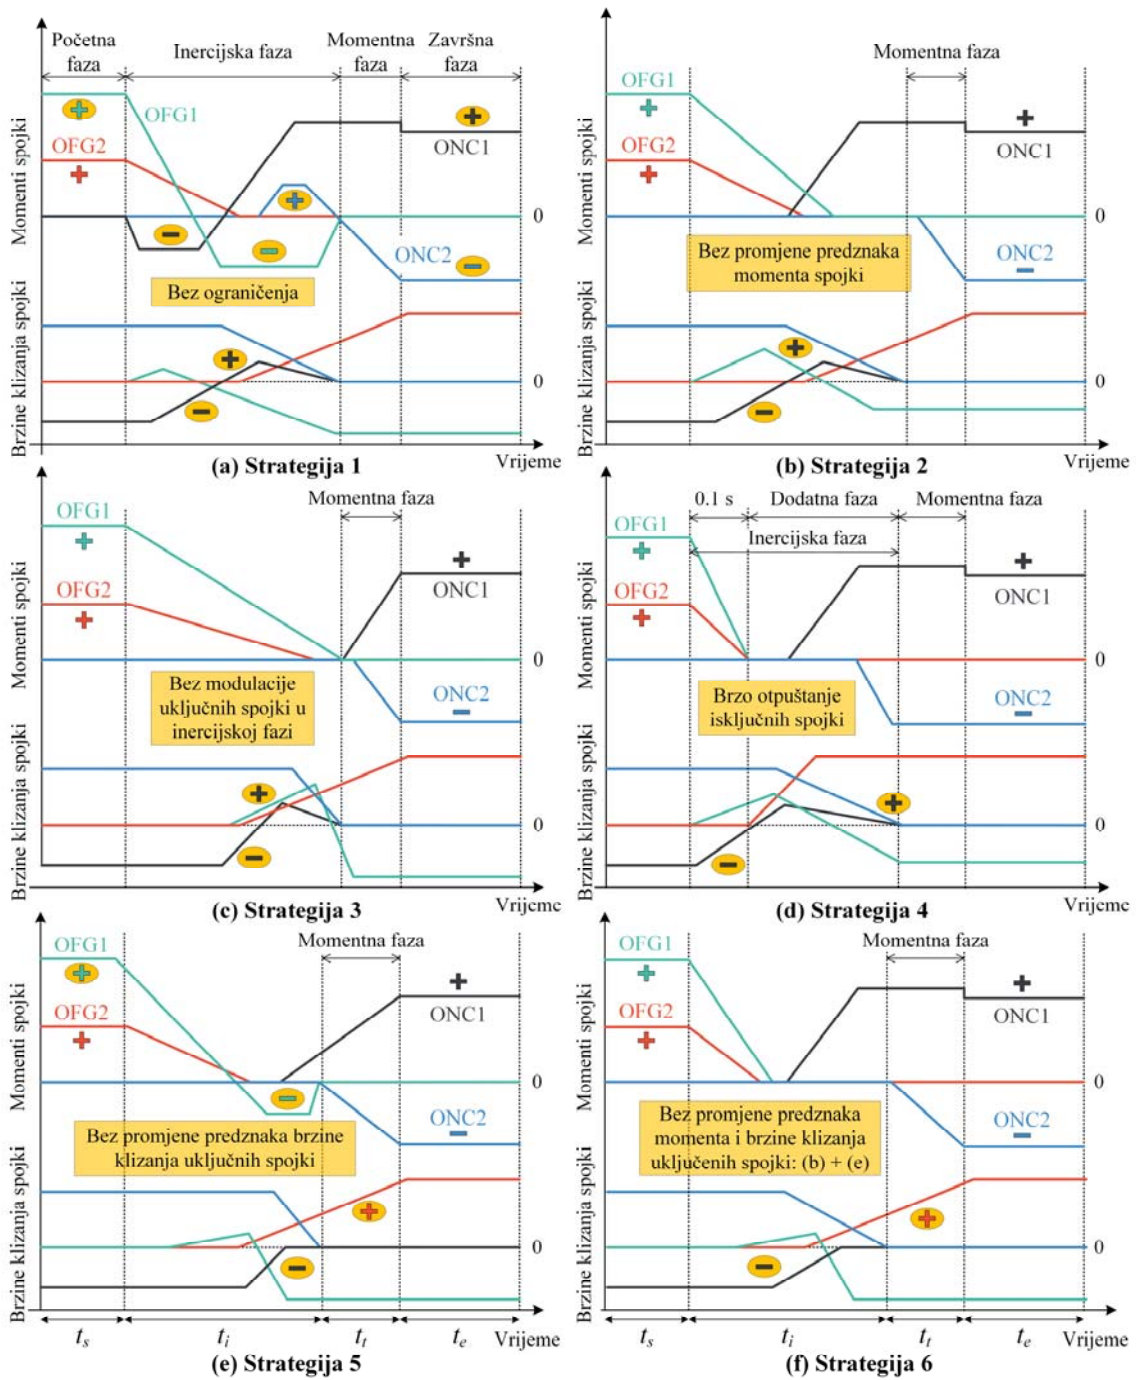 Početna
faza
Inercijska faza
Momentna
faza
Završna
faza
Momenti spojki
OFG1
OFG2
+
+
−
+
−
+
ONC1
0
ONC2
−
Bez ograničenja
Brzine klizanja spojki
+
−
0
Vrijeme
(a) Strategija 1
Momentna faza
Momenti spojki
OFG1
+
OFG2
+
+
ONC1
0
Bez promjene predznaka
momenta spojki
ONC2
−
Brzine klizanja spojki
+
−
0
Vrijeme
(b) Strategija 2
Momentna faza
Momenti spojki
OFG1
+
OFG2
+
+
ONC1
0
Bez modulacije
uključnih spojki u
inercijskoj fazi
ONC2
−
Brzine klizanja spojki
+
−
0
Vrijeme
(c) Strategija 3
0.1 s
Dodatna faza
Momentna faza
Inercijska faza
Momenti spojki
OFG1
+
OFG2
+
+
ONC1
0
Brzo otpuštanje
isključnih spojki
ONC2
−
Brzine klizanja spojki
+
−
0
Vrijeme
(d) Strategija 4
Momentna faza
Momenti spojki
OFG1
+
OFG2
+
+
ONC1
0
−
ONC2
−
Bez promjene predznaka brzine
klizanja uključnih spojki
Brzine klizanja spojki
+
−
0
ts
ti
tt
te
Vrijeme
(e) Strategija 5
Momentna faza
Momenti spojki
OFG1
+
OFG2
+
+
ONC1
0
Bez promjene predznaka
momenta i brzine klizanja
uključenih spojki: (b) + (e)
ONC2
−
Brzine klizanja spojki
+
−
0
ts
ti
tt
te
Vrijeme
(f) Strategija 6